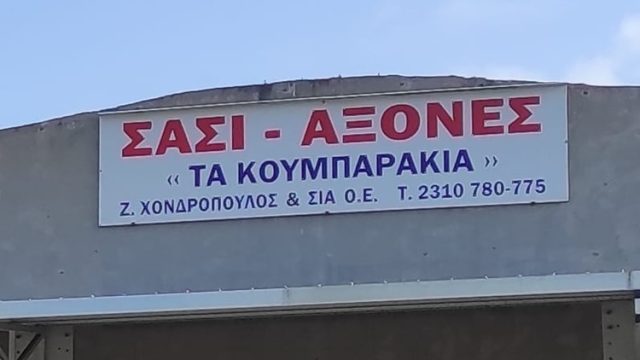 ΣΑΣΙ - ΑΞΟΝΕΣ
‹‹ ΤΑ ΚΟΥΜΠΑΡΑΚΙΑ ››
Ζ. ΧΟΝΔΡΟΠΟΥΛΟΣ & ΣΙΑ Ο.Ε. Τ. 2310 780-775